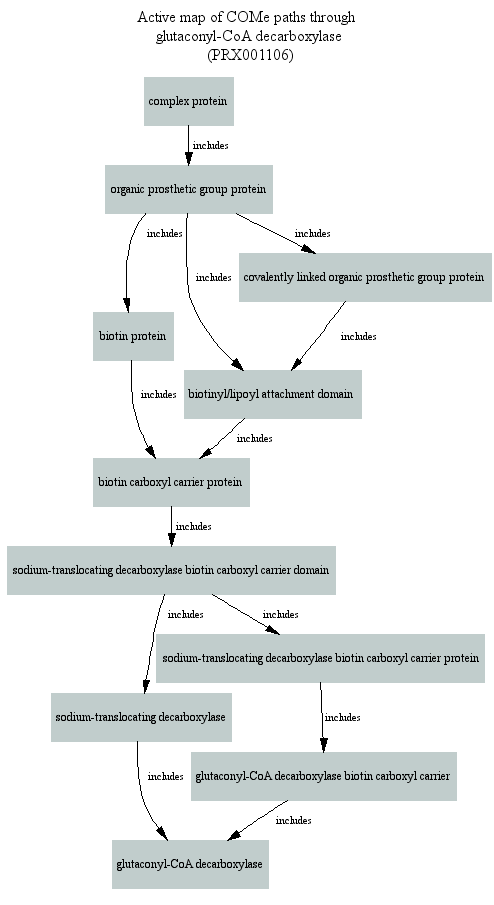 Active map of COMe paths through
glutaconyl-CoA decarboxylase
(PRX001106)
complex protein
includes
organic prosthetic group protein
includes
includes
includes
covalently linked organic prosthetic group protein
biotin protein
includes
includes
biotinyl/lipoyl attachment domain
includes
biotin carboxyl carrier protein
includes
sodium-translocating decarboxylase biotin carboxyl carrier domain
includes
includes
sodium-translocating decarboxylase biotin carboxyl carrier protein
sodium-translocating decarboxylase
includes
glutaconyl-CoA decarboxylase biotin carboxyl carrier
includes
includes
glutaconyl-CoA decarboxylase